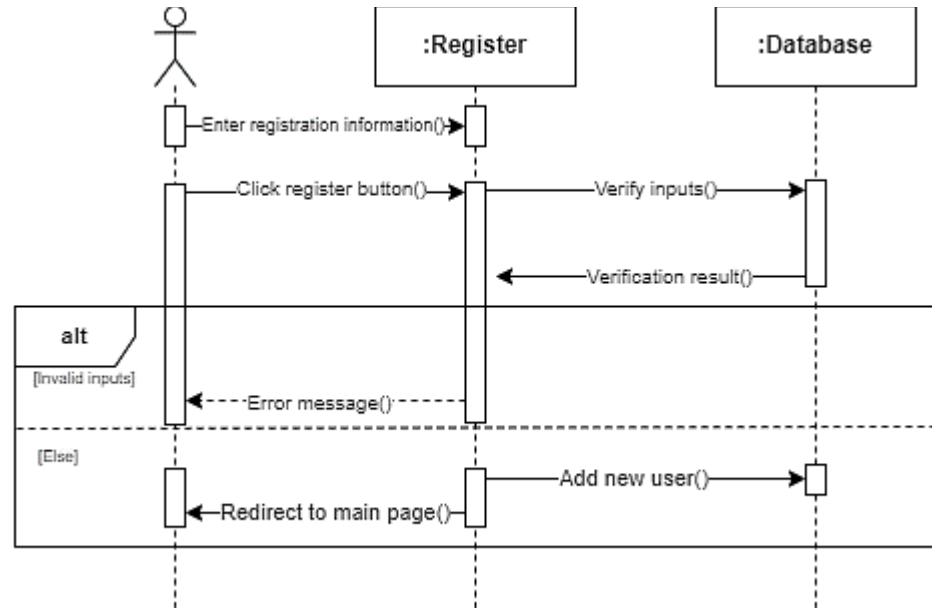 :Register
:Database
Enter registration information()
Click register button()
Verify inputs()
Verification result()
alt
[Invalid inputs]
Error message()
[Else]
Add new user()
Redirect to main page()